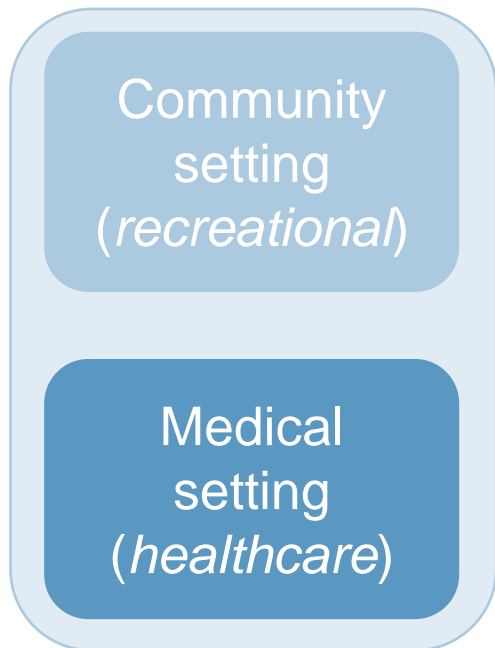 Community
setting
(recreational)
Medical
setting
(healthcare)